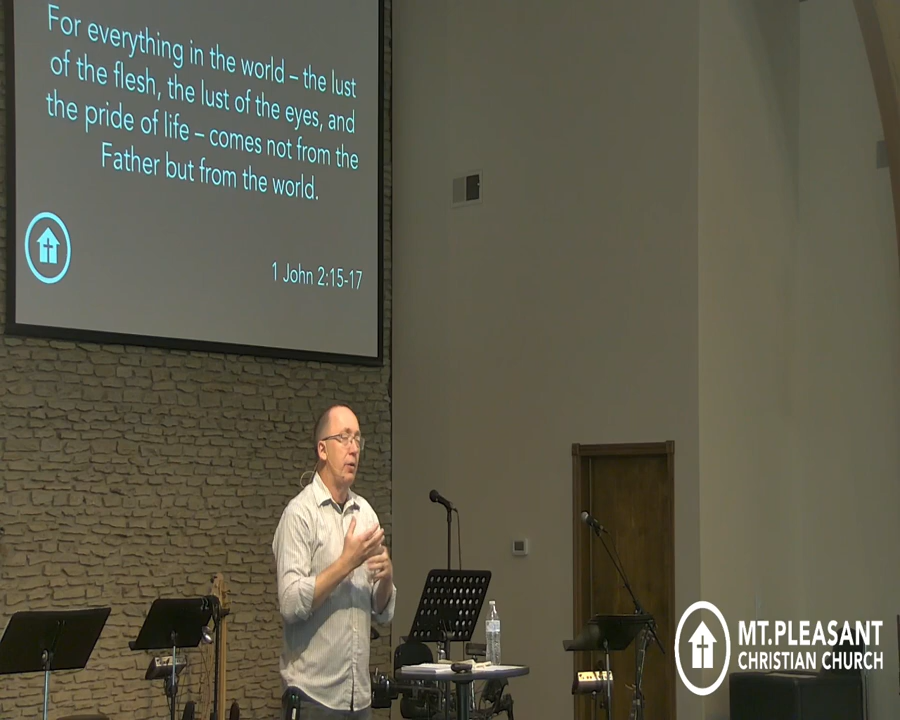 For everything in the world – the lust
of the flesh, the lust of the eyes, and
the pride of life – comes not from the
Father but from the world.
1 John 2:15-17
MT.PLEASANT
CHRISTIAN CHURCH